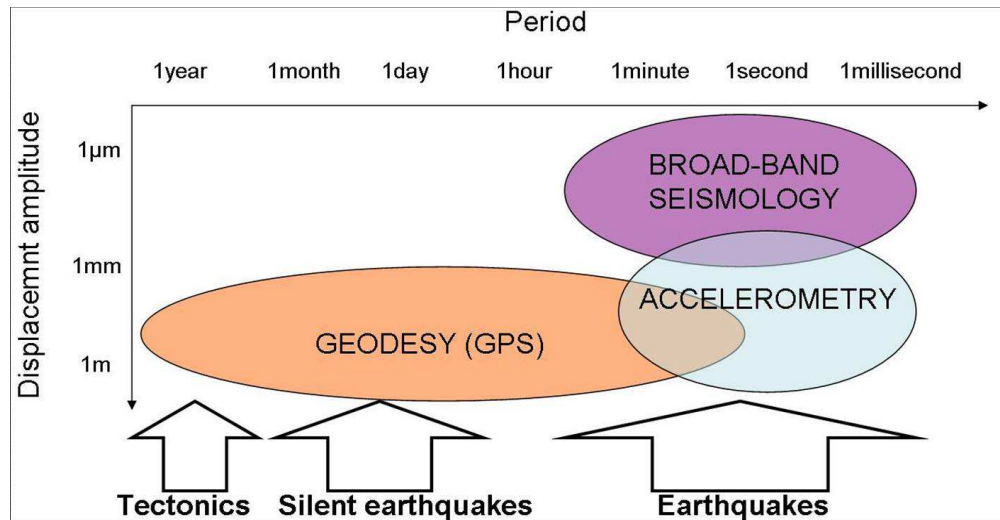 Period
1year 1month 1day 1hour 1minute 1second 1millisecond
Displacemnt amplitude
1µm
1mm
1m
BROAD-BAND
SEISMOLOGY
ACCELEROMETRY
GEODESY (GPS)
Tectonics Silent earthquakes Earthquakes